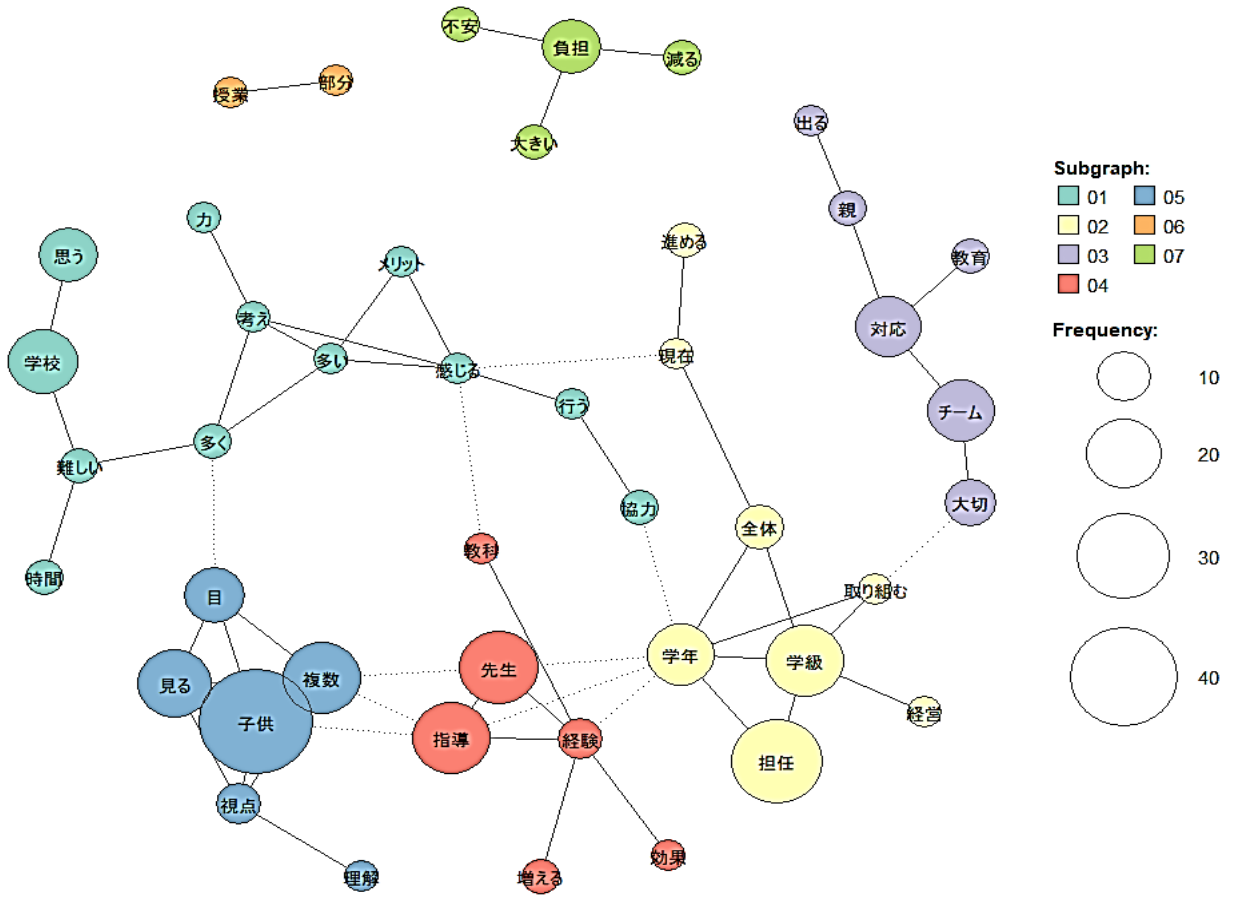 不安
負担
減る
授業
部分
大きい
出る
親
教育
対応
チーム
大切
力
思う
メリット
進める
考え
学校
多い
感じる
現在
行う
多く
難しい
協力
全体
時間
教科
取り組む
目
見る
複数
子供
先生
学年
学級
指導
経験
経営
担任
視点
理解
増える
効果
Subgraph:
01 05
02 06
03 07
04
Frequency:
10
20
30
40